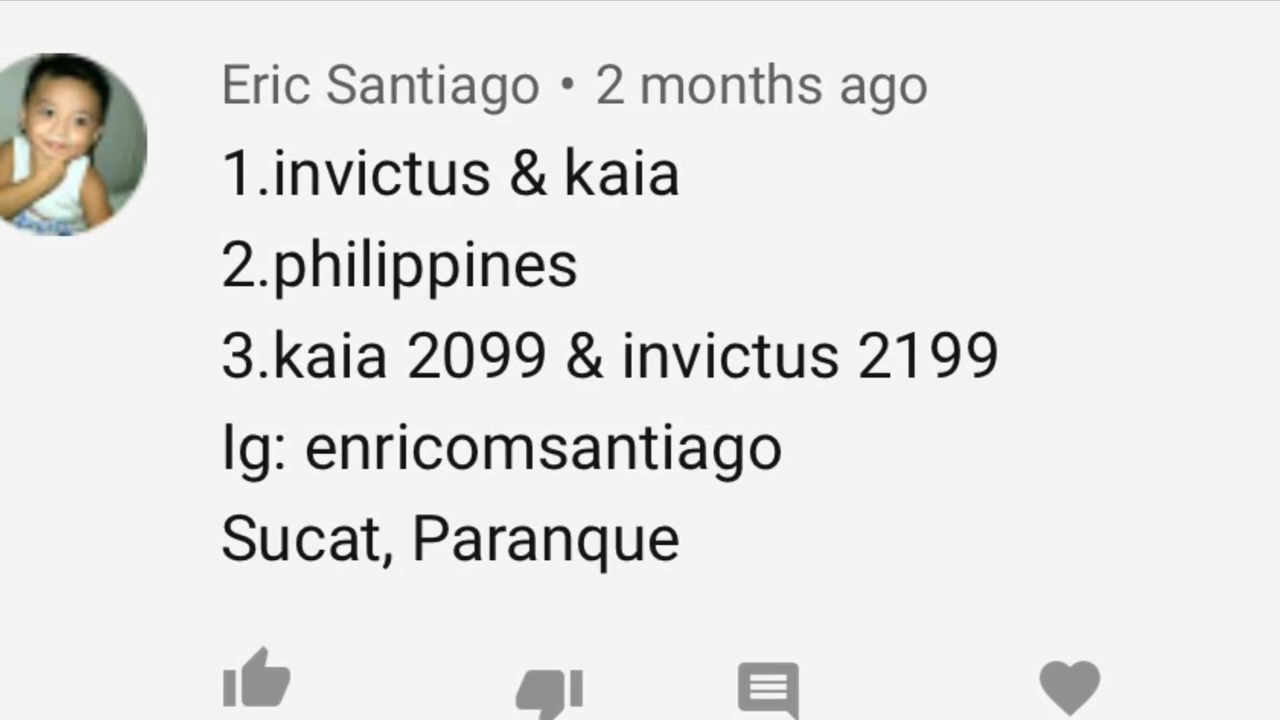 Eric Santiago • 2 months ago
1.invictus & kaia
2.philippines
3.kaia 2099 & invictus 2199
Ig: enricomsantiago
Sucat, Paranque